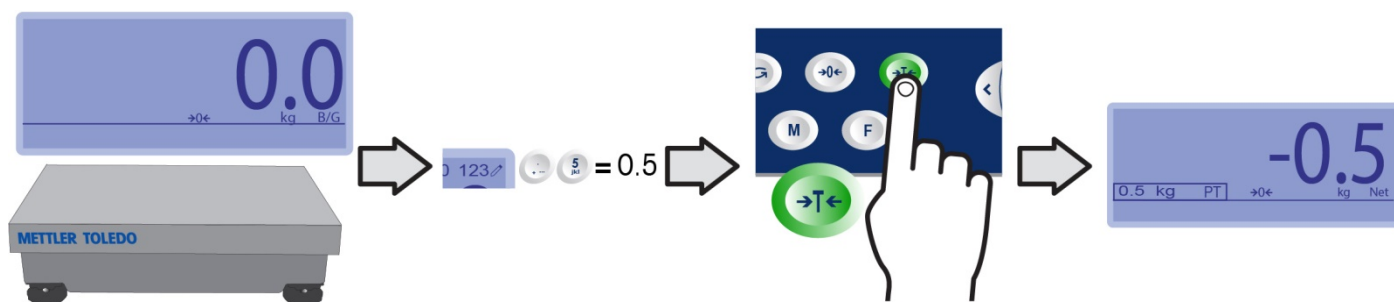 0.0
→0← kg B/G
METTLER TOLEDO
0 123
. 5 jkl = 0.5
→0← →T←
M F
→T←
-0.5
0.5 kg PT →0← kg Net